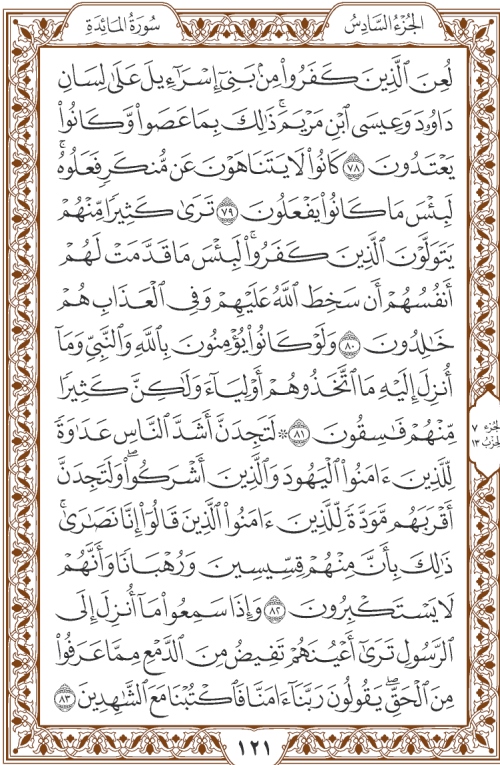 الجُزْءُ السَّادِسُ
سُورَةُ المَائِدَةِ
لُعِنَ ٱلَّذِينَ كَفَرُوا۟ مِنۢ بَنِىٓ إِسْرَٰٓءِيلَ عَلَىٰ لِسَانِ
دَاوُۥدَ وَعِيسَى ٱبْنِ مَرْيَمَ ۚ ذَٰلِكَ بِمَا عَصَوا۟ وَّكَانُوا۟
يَعْتَدُونَ ٧٨ كَانُوا۟ لَا يَتَنَاهَوْنَ عَن مُّنكَرٍ فَعَلُوهُ ۚ
لَبِئْسَ مَا كَانُوا۟ يَفْعَلُونَ ٧٩ تَرَىٰ كَثِيرًا مِّنْهُمْ
يَتَوَلَّوْنَ ٱلَّذِينَ كَفَرُوا۟ ۚ لَبِئْسَ مَا قَدَّمَتْ لَهُمْ
أَنفُسُهُمْ أَن سَخِطَ ٱللَّهُ عَلَيْهِمْ وَفِى ٱلْعَذَابِ هُمْ
خَٰلِدُونَ ٨٠ وَلَوْ كَانُوا۟ يُؤْمِنُونَ بِٱللَّهِ وَٱلنَّبِىِّ وَمَآ
أُنزِلَ إِلَيْهِ مَا ٱتَّخَذُوهُمْ أَوْلِيَآءَ وَلَٰكِنَّ كَثِيرًا
مِّنْهُمْ فَٰسِقُونَ ٨١ ۞ لَتَجِدَنَّ أَشَدَّ ٱلنَّاسِ عَدَٰوَةً
لِّلَّذِينَ ءَامَنُوا۟ ٱلْيَهُودَ وَٱلَّذِينَ أَشْرَكُوا۟ ۖ وَلَتَجِدَنَّ
أَقْرَبَهُم مَّوَدَّةً لِّلَّذِينَ ءَامَنُوا۟ ٱلَّذِينَ قَالُوٓا۟ إِنَّا نَصَٰرَىٰ ۚ
ذَٰلِكَ بِأَنَّ مِنْهُمْ قِسِّيسِينَ وَرُهْبَانًا وَأَنَّهُمْ
لَا يَسْتَكْبِرُونَ ٨٢ وَإِذَا سَمِعُوا۟ مَآ أُنزِلَ إِلَى
ٱلرَّسُولِ تَرَىٰٓ أَعْيُنَهُمْ تَفِيضُ مِنَ ٱلدَّمْعِ مِمَّا عَرَفُوا۟
مِنَ ٱلْحَقِّ ۖ يَقُولُونَ رَبَّنَآ ءَامَنَّا فَٱكْتُبْنَا مَعَ ٱلشَّٰهِدِينَ ٨٣
الجزء ٧
الحزب ١٣
١٢١